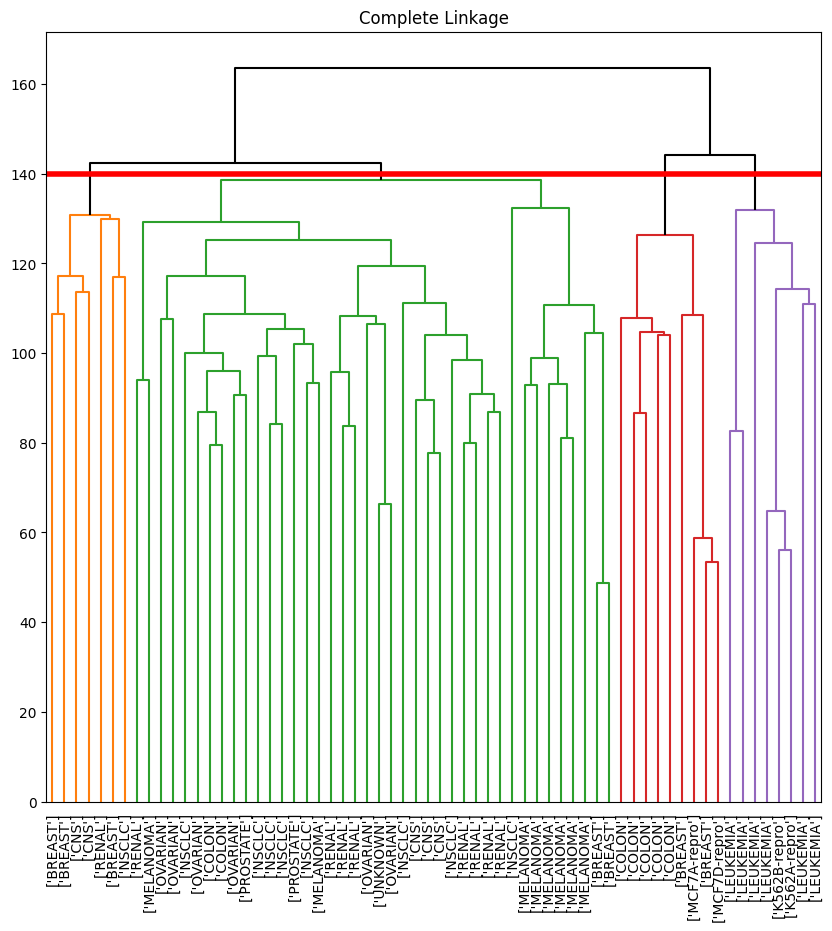 Complete Linkage
160
140
120
100
80
60
40
20
0
['BREAST']
['BREAST']
['CNS']
['CNS']
['RENAL']
['BREAST']
['NSCLC']
['RENAL']
['MELANOMA']
['OVARIAN']
['OVARIAN']
['NSCLC']
['OVARIAN']
['COLON']
['COLON']
['OVARIAN']
['PROSTATE']
['NSCLC']
['NSCLC']
['NSCLC']
['PROSTATE']
['NSCLC']
['MELANOMA']
['RENAL']
['RENAL']
['RENAL']
['OVARIAN']
['UNKNOWN']
['OVARIAN']
['NSCLC']
['CNS']
['CNS']
['CNS']
['NSCLC']
['RENAL']
['RENAL']
['RENAL']
['RENAL']
['NSCLC']
['MELANOMA']
['MELANOMA']
['MELANOMA']
['MELANOMA']
['MELANOMA']
['MELANOMA']
['BREAST']
['BREAST']
['COLON']
['COLON']
['COLON']
['COLON']
['COLON']
['BREAST']
['MCF7A-repro']
['BREAST']
['MCF7D-repro']
['LEUKEMIA']
['LEUKEMIA']
['LEUKEMIA']
['LEUKEMIA']
['K562B-repro']
['K562A-repro']
['LEUKEMIA']
['LEUKEMIA']